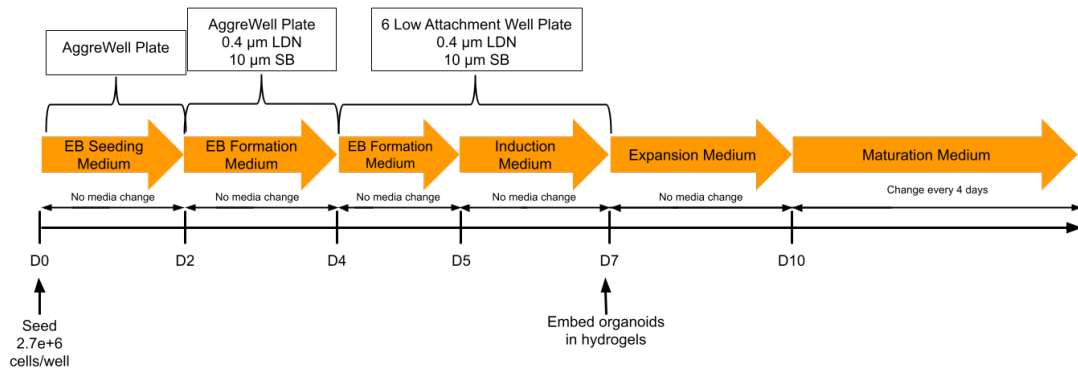 AggreWell Plate
AggreWell Plate
0.4 µm LDN
10 µm SB
6 Low Attachment Well Plate
0.4 µm LDN
10 µm SB
EB Seeding
Medium
EB Formation
Medium
EB Formation
Medium
Induction
Medium
Expansion Medium
Maturation Medium
No media change
No media change
No media change
No media change
No media change
Change every 4 days
D0
D2
D4
D5
D7
D10
Seed
2.7e+6
cells/well
Embed organoids
in hydrogels